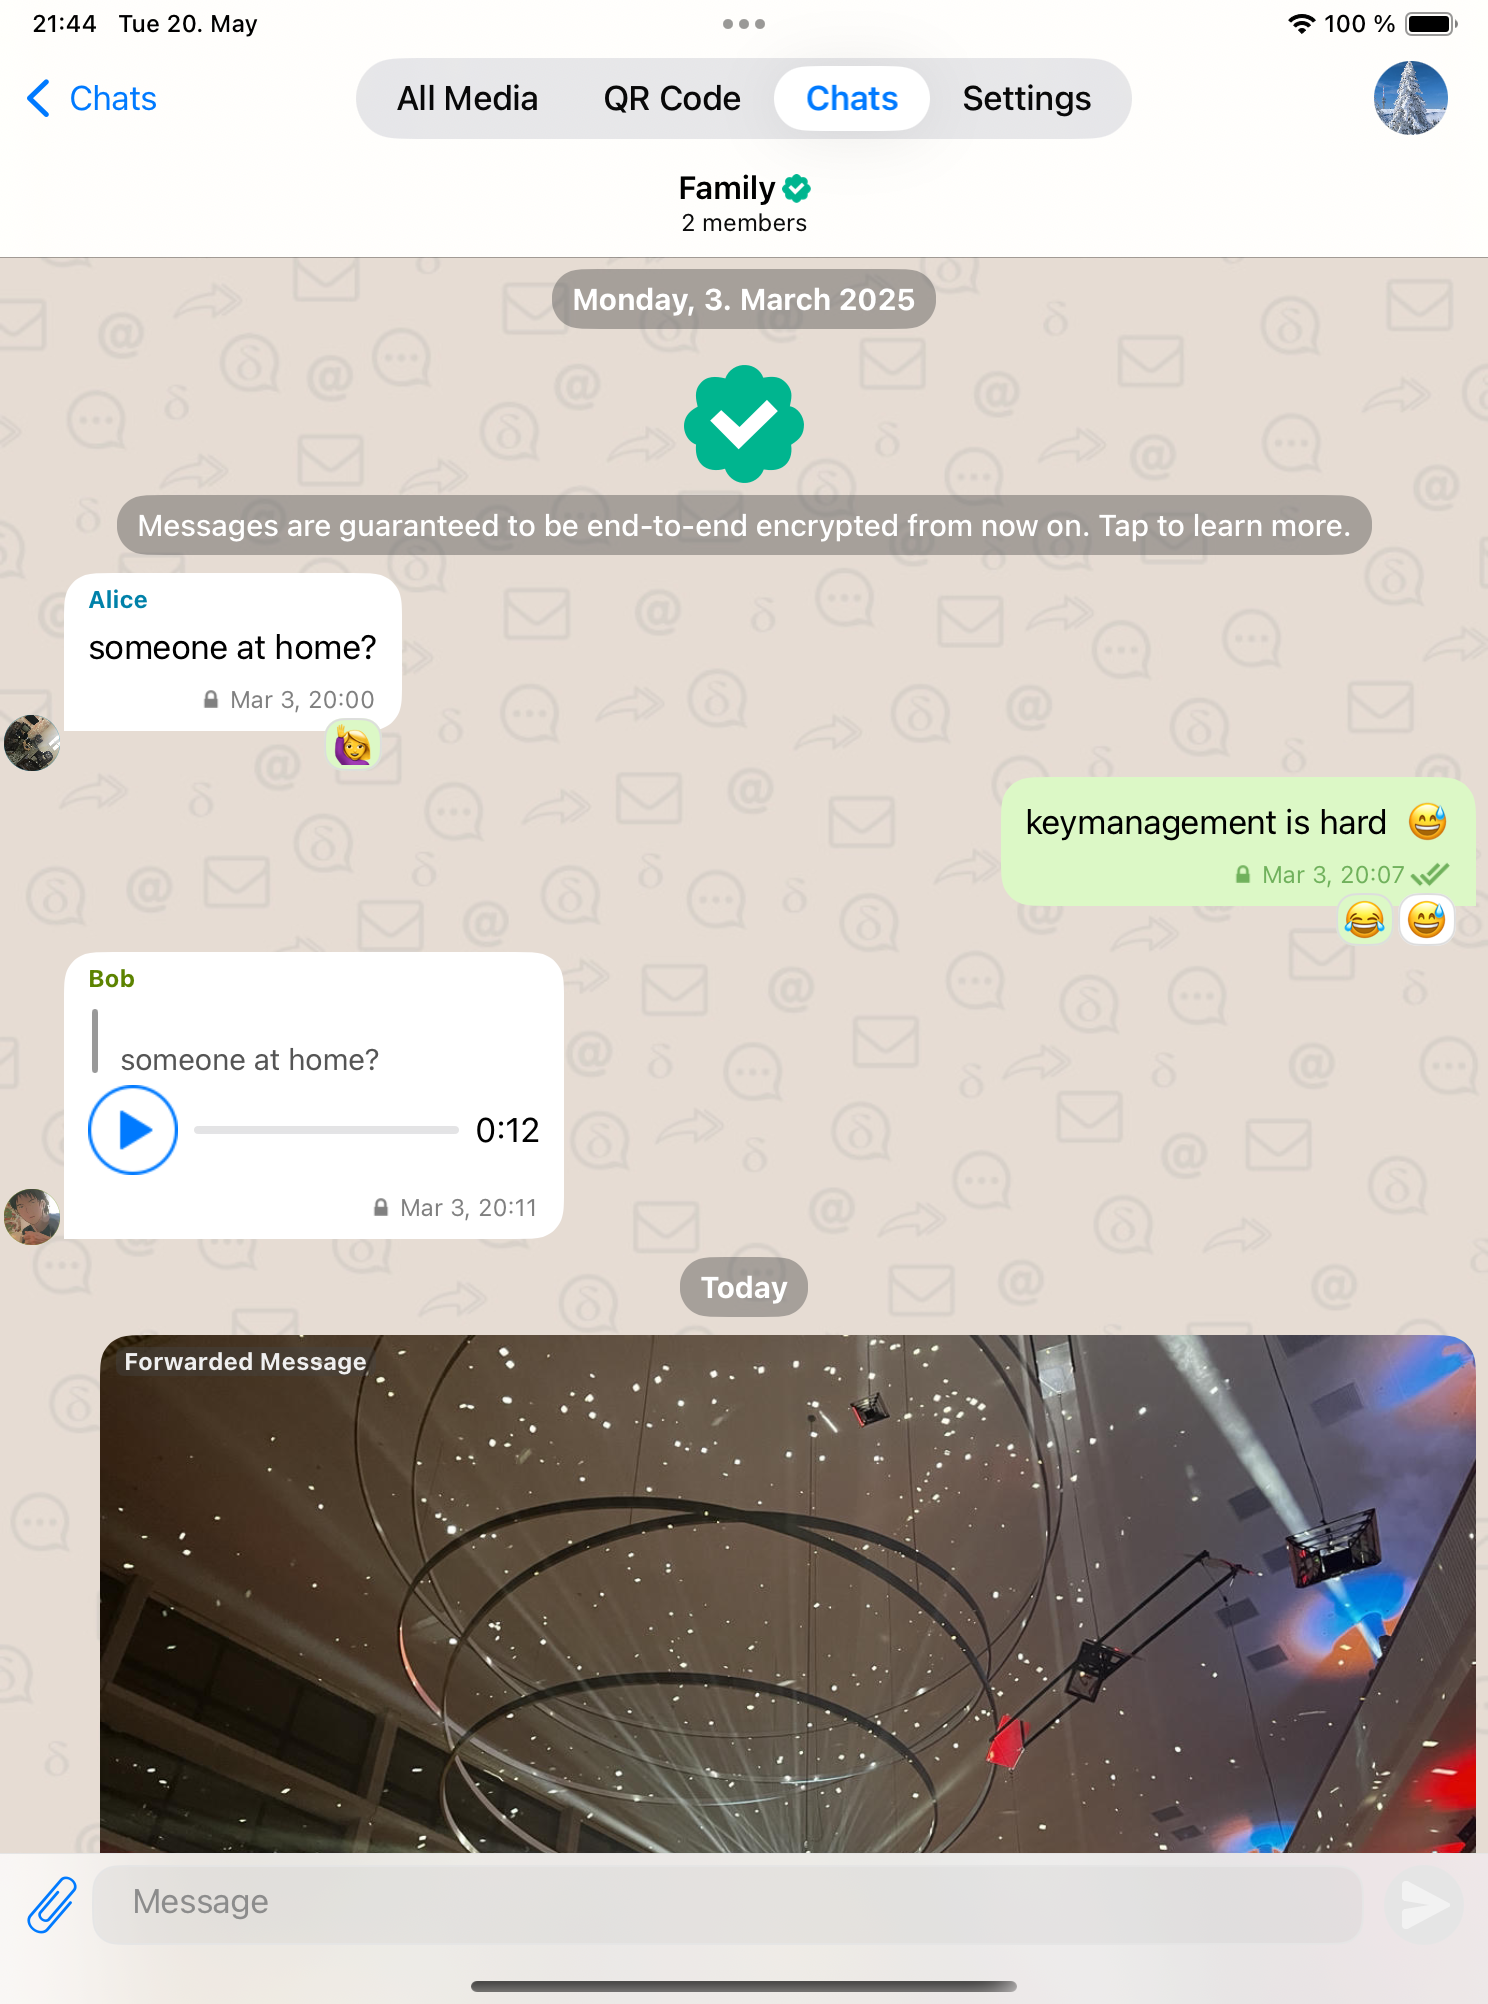 21:44 Tue 20. May 100 %
Chats All Media QR Code Chats Settings
Family
2 members
Monday, 3. March 2025
Messages are guaranteed to be end-to-end encrypted from now on. Tap to learn more.
Alice
someone at home?
Mar 3, 20:00
🙋‍♀️
keymanagement is hard 😅
Mar 3, 20:07
😂 😅
Bob
someone at home?
0:12
Mar 3, 20:11
Today
Forwarded Message
Message